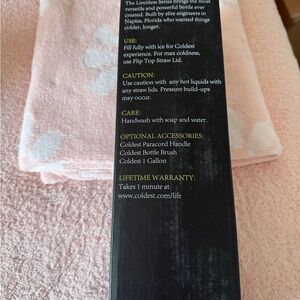 The Limitless Series brings the most
versatile and powerful bottle ever
created. Built by elite engineers in
Naples, Florida who wanted things
colder, longer.
USE:
Fill fully with ice for Coldest
experience. For max coldness,
use Flip Top Straw Lid.
CAUTION:
Use caution with any hot liquids with
any straw lids. Pressure build-ups
may occur.
CARE:
Handwash with soap and water.
OPTIONAL ACCESSORIES:
Coldest Paracord Handle
Coldest Bottle Brush
Coldest 1 Gallon
LIFETIME WARRANTY:
Takes 1 minute at
www.coldest.com/life